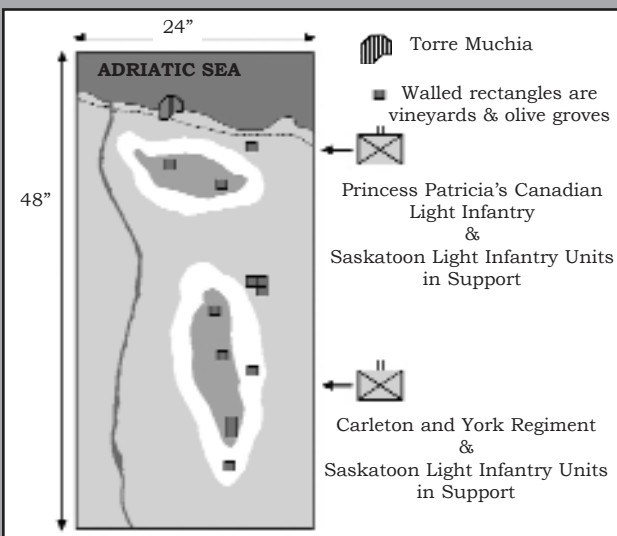 24”
ADRIATIC SEA
48”
Torre Muchia
Walled rectangles are
vineyards & olive groves
Princess Patricia’s Canadian
Light Infantry
&
Saskatoon Light Infantry Units
in Support
Carleton and York Regiment
&
Saskatoon Light Infantry Units
in Support